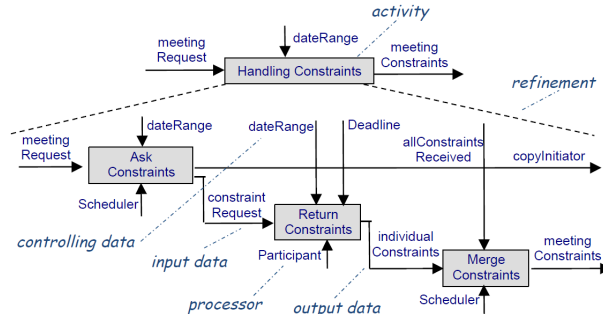 activity
dateRange
meeting
Request
meeting
Constraints
Handling Constraints
refinement
dateRange
dateRange
Deadline
meeting
Request
Ask
Constraints
allConstraints
Received
copyInitiator
Scheduler
constraint
Request
controlling data
Return
Constraints
individual
Constraints
input data
Participant
Merge
Constraints
meeting
Constraints
processor
output data
Scheduler